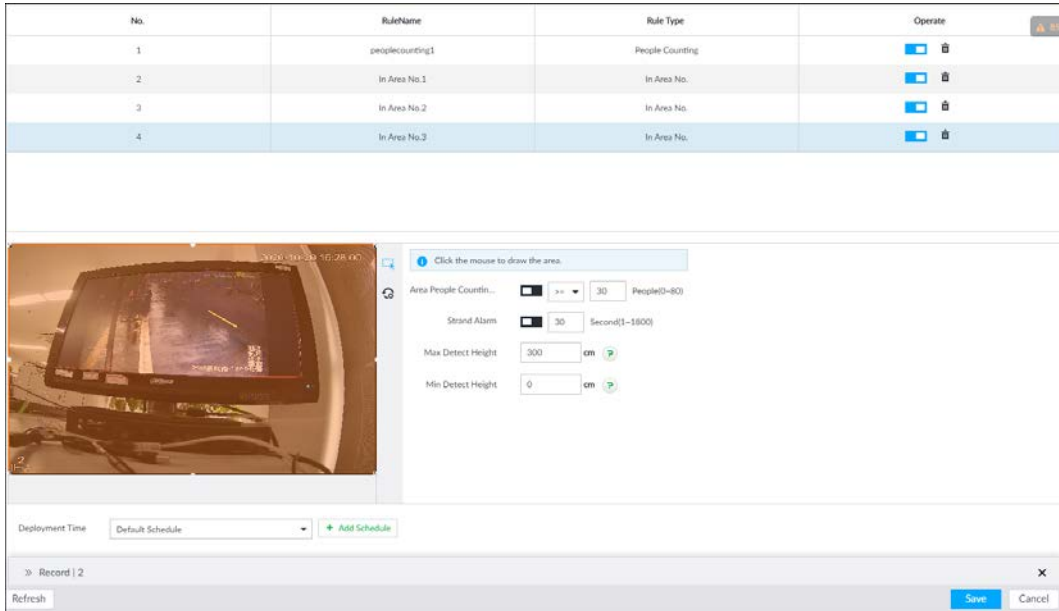 No. RuleName Rule Type Operate
1 peoplecounting1 People Counting
2 In Area No.1 In Area No.
3 In Area No.2 In Area No.
4 In Area No.3 In Area No.
Click the mouse to draw the area.
Area People Countin... >= 30 People(0~80)
Strand Alarm 30 Second(1~1800)
Max Detect Height 300 cm
Min Detect Height 0 cm
2
Deployment Time Default Schedule + Add Schedule
» Record | 2
Refresh Save Cancel